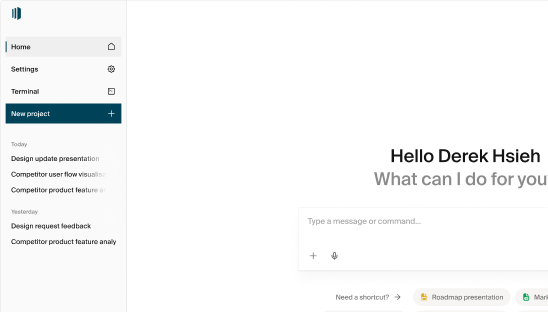 Home
Settings
Terminal
New project
Today
Design update presentation
Competitor user flow
Competitor product feature
Yesterday
Design request feedback
Competitor product feature analy
Hello Derek Hsieh
What can I do for you
Type a message or command...
Need a shortcut?
Roadmap presentation
Mark